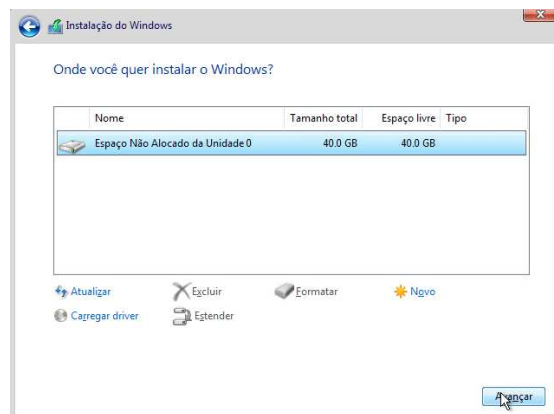 Instalação do Windows
Onde você quer instalar o Windows?
Nome Tamanho total Espaço livre Tipo
Espaço Não Alocado da Unidade 0 40.0 GB 40.0 GB
Atualizar Excluir Formatar Novo
Carregar driver Estender
Avançar